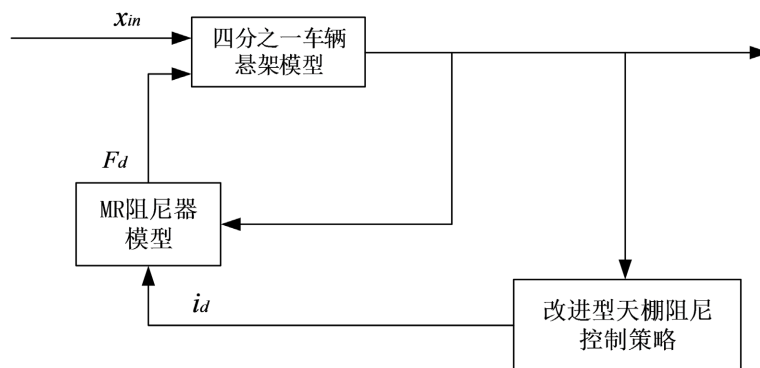 xin
四分之一车辆
悬架模型
Fd
MR阻尼器
模型
id
改进型天棚阻尼
控制策略